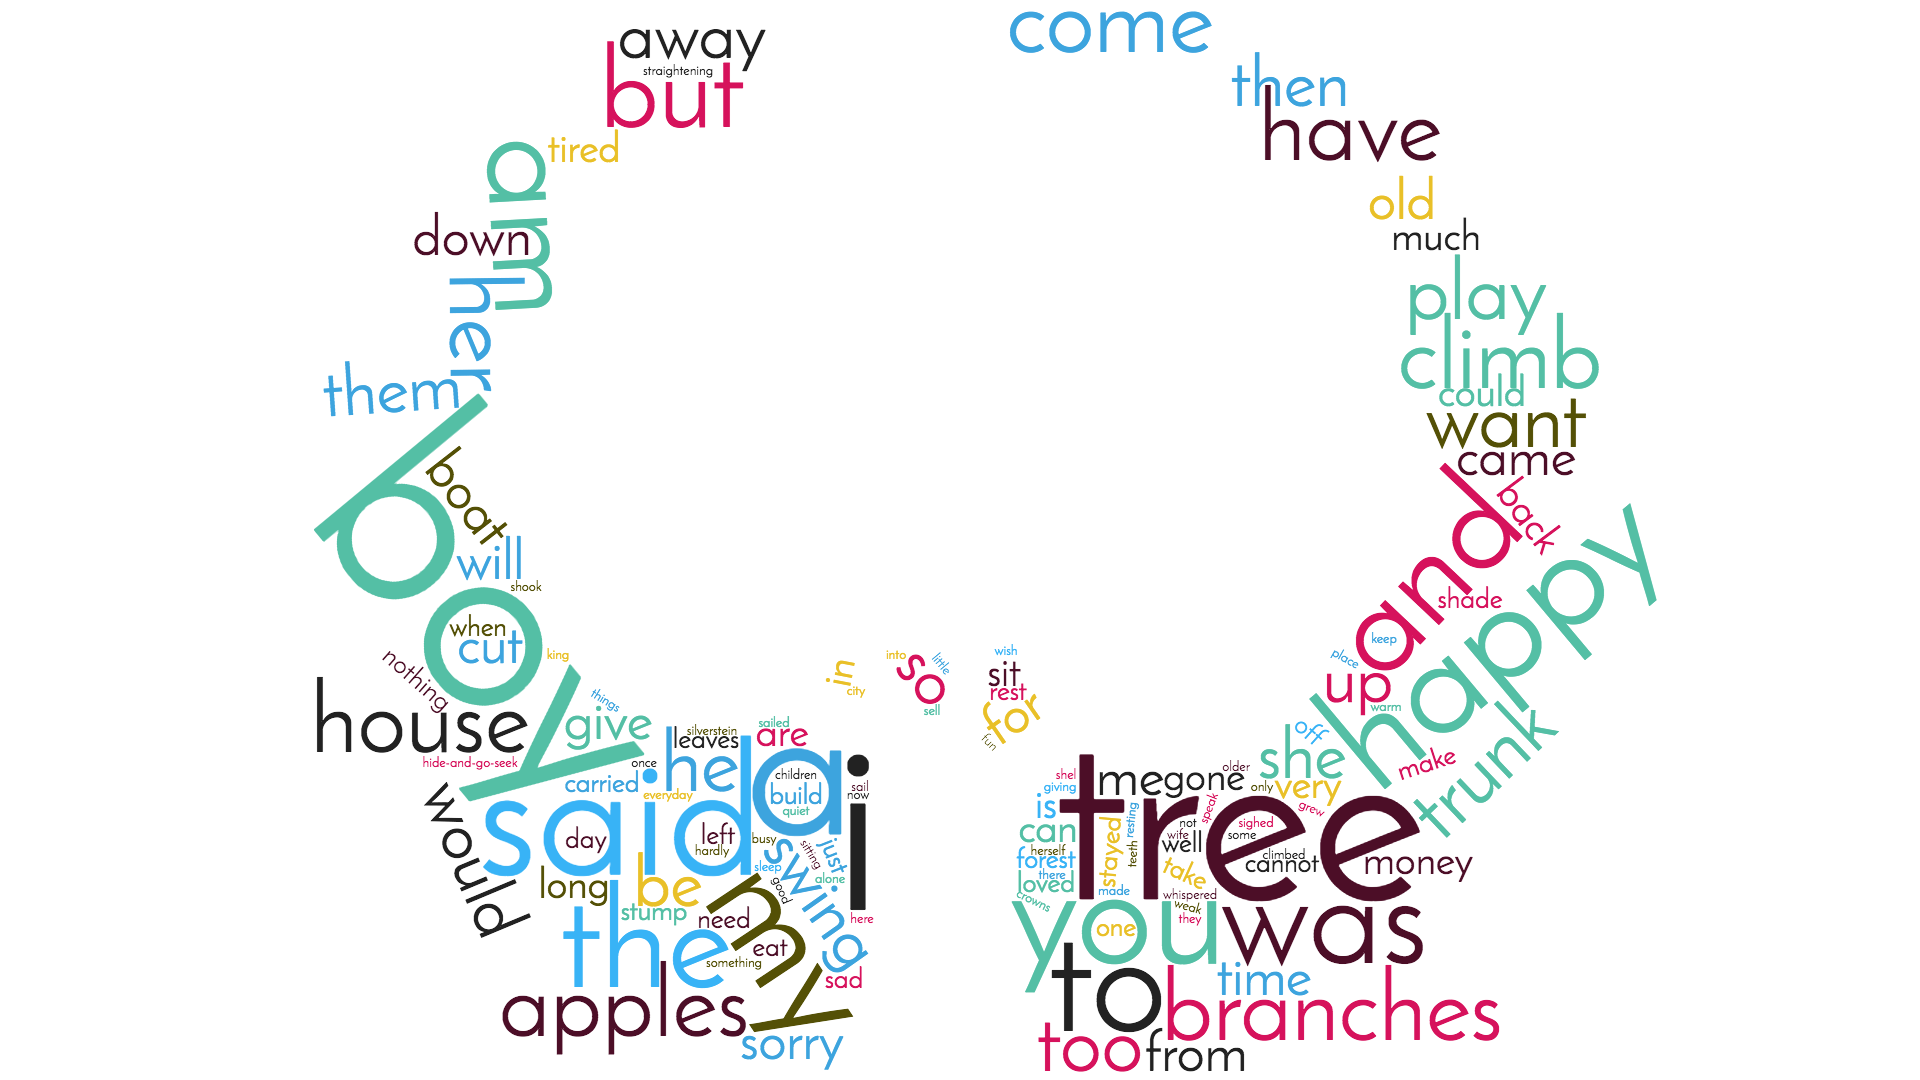 away
straightening
but
come
then
have
tired
am
old
down
much
her
play
climb
them
could
want
came
boy
boat
and
back
will
shook
happy
shade
when
cut
keep
king
nothing
in
city
into
so
little
sell
wish
sit
rest
for
fun
place
up
warm
house
things
give
hide-and-go-seek
silverstein
leaves
sailed
are
off
she
make
trunk
once
he
carried
everyday
a
children
build
quiet
i
sail
now
shel
giving
me
gone
older
only
very
grew
would
said
day
left
hardly
busy
is
can
tree
resting
stayed
teeth
speak
not
wife
well
sighed
some
climbed
cannot
money
long
be
sleep
swing
sitting
just
alone
good
here
herself
forest
there
loved
made
take
whispered
weak
they
crowns
stump
need
my
eat
the
something
sad
you
one
was
apples
sorry
to
time
branches
too
from